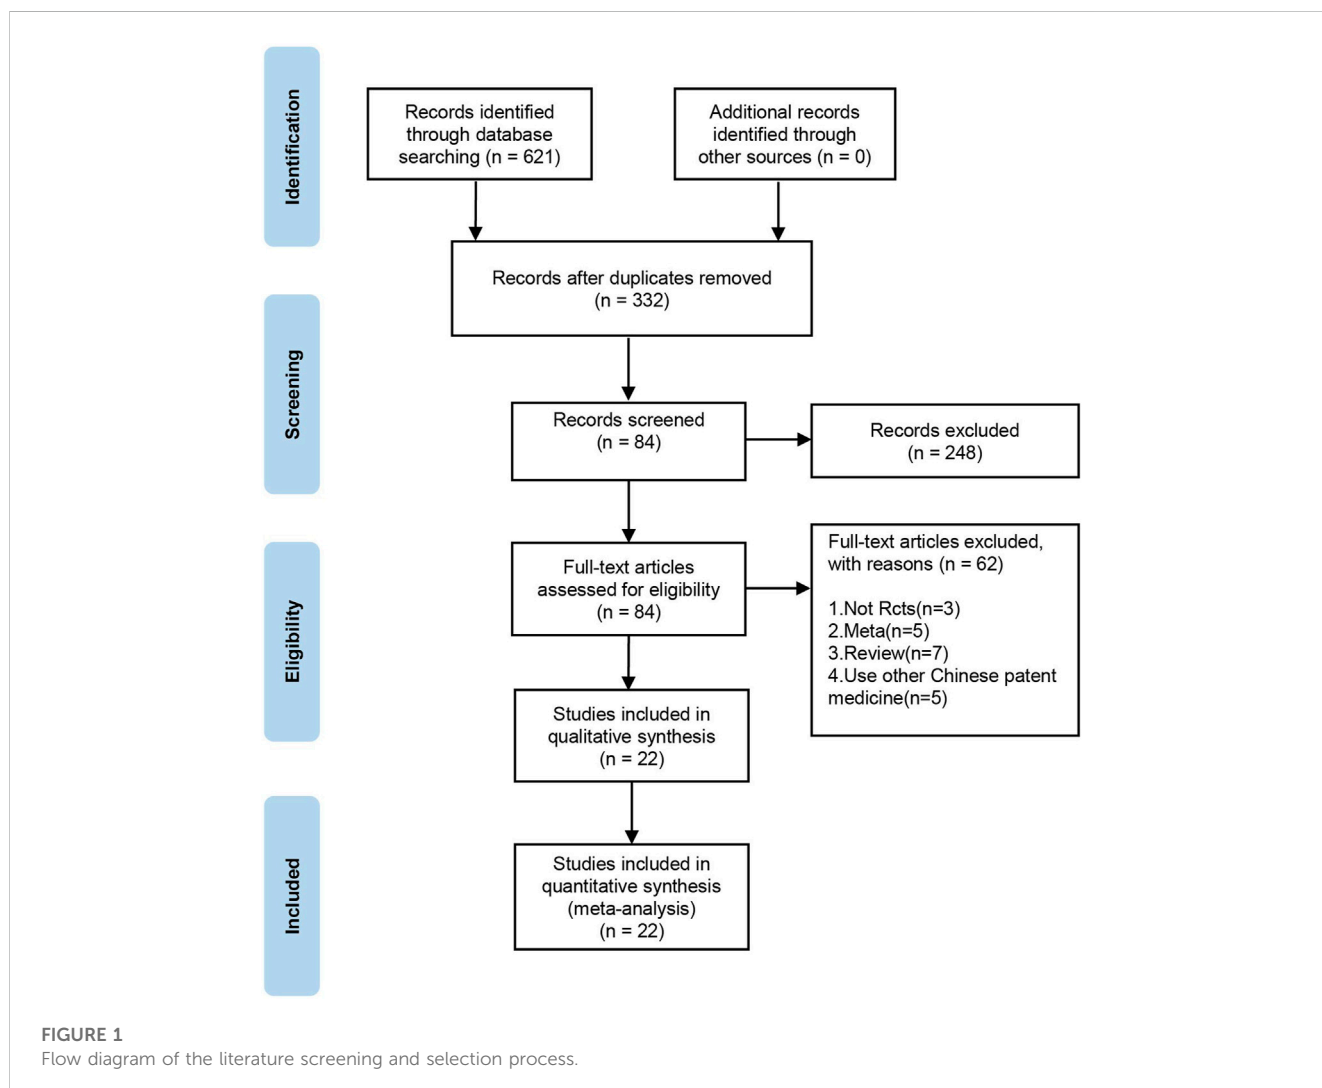 Identification
Records identified
through database
searching (n = 621)
Additional records
identified through
other sources (n = 0)
Records after duplicates removed
(n = 332)
Screening
Records screened
(n = 84)
Records excluded
(n = 248)
Eligibility
Full-text articles
assessed for eligibility
(n = 84)
Full-text articles excluded,
with reasons (n = 62)
1.Not Rcts(n=3)
2.Meta(n=5)
3.Review(n=7)
4.Use other Chinese patent
medicine(n=5)
Studies included in
qualitative synthesis
(n = 22)
Included
Studies included in
quantitative synthesis
(meta-analysis)
(n = 22)
FIGURE 1
Flow diagram of the literature screening and selection process.